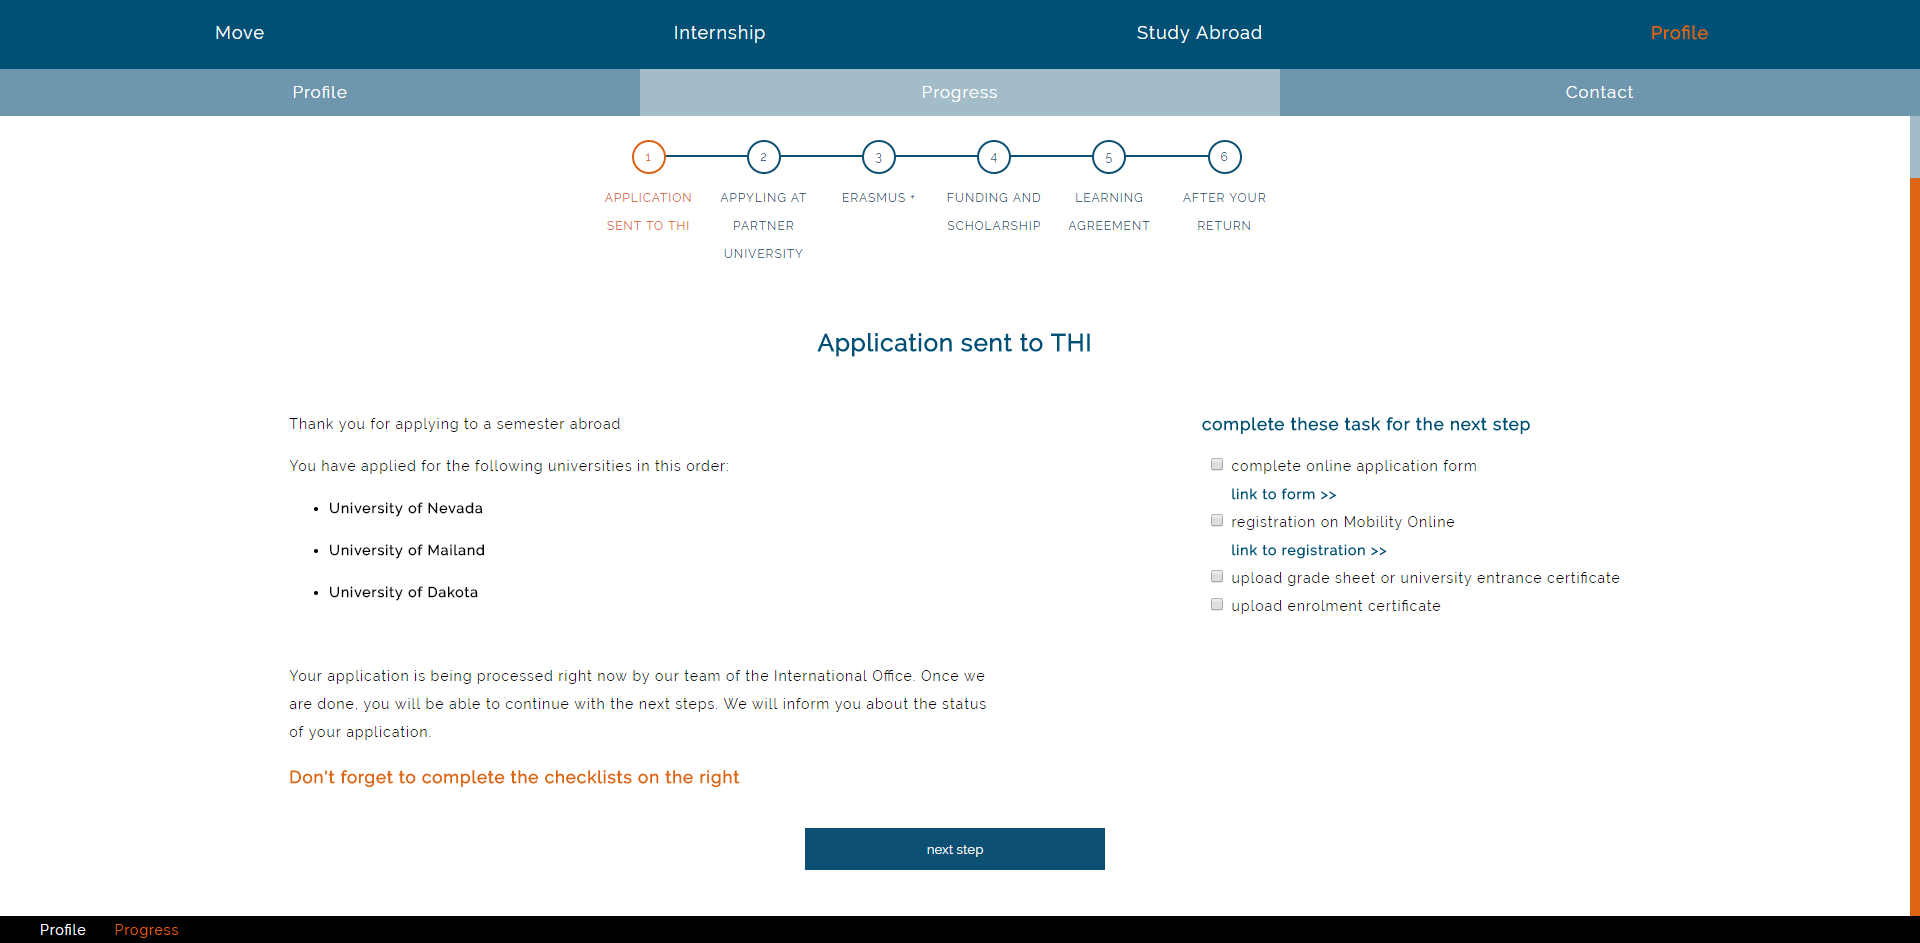 Move
Internship
Study Abroad
Profile
Profile
Progress
Contact
1
2
3
4
5
6
APPLICATION
SENT TO THI
APPYLING AT
PARTNER
UNIVERSITY
ERASMUS +
FUNDING AND
SCHOLARSHIP
LEARNING
AGREEMENT
AFTER YOUR
RETURN
Application sent to THI
Thank you for applying to a semester abroad
You have applied for the following universities in this order:
• University of Nevada
• University of Mailand
• University of Dakota
Your application is being processed right now by our team of the International Office. Once we
are done, you will be able to continue with the next steps. We will inform you about the status
of your application.
Don't forget to complete the checklists on the right
complete these task for the next step
complete online application form
link to form >>
registration on Mobility Online
link to registration >>
upload grade sheet or university entrance certificate
upload enrolment certificate
next step
Profile
Progress